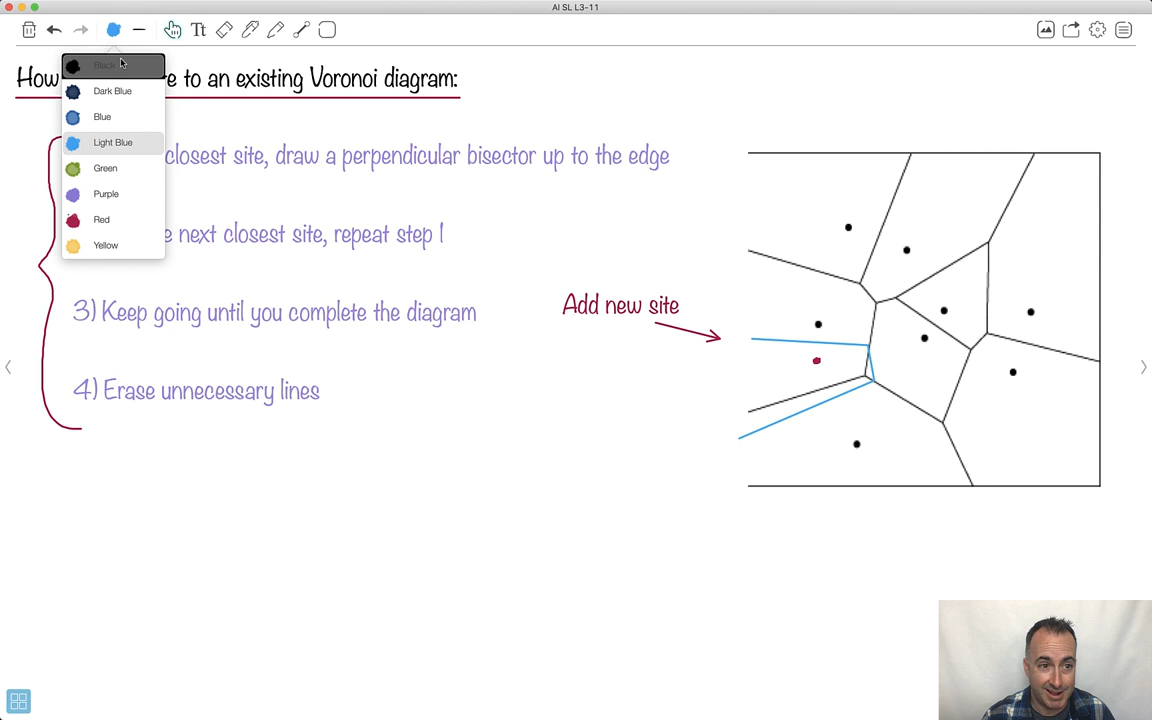 AI SL L3-11
Tt
Black
Dark Blue
Blue
Light Blue
Green
Purple
Red
Yellow
How e to an existing Voronoi diagram:
closest site, draw a perpendicular bisector up to the edge
e next closest site, repeat step 1
3) Keep going until you complete the diagram
4) Erase unnecessary lines
Add new site